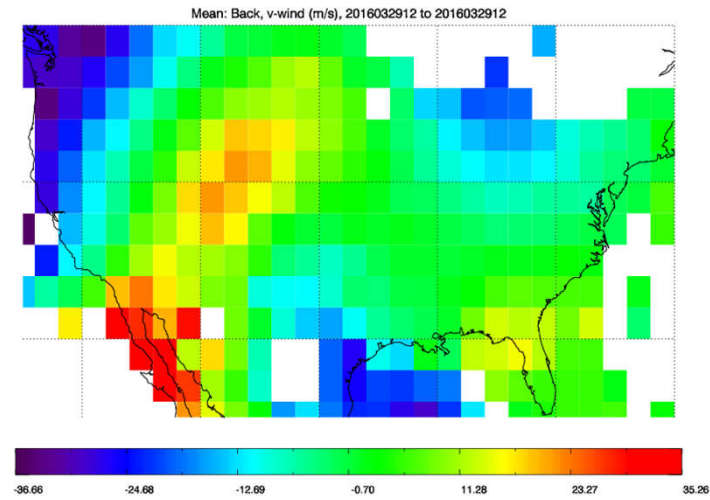 Mean: Back, v-wind (m/s), 2016032912 to 2016032912
-36.66 -24.68 -12.69 -0.70 11.28 23.27 35.26